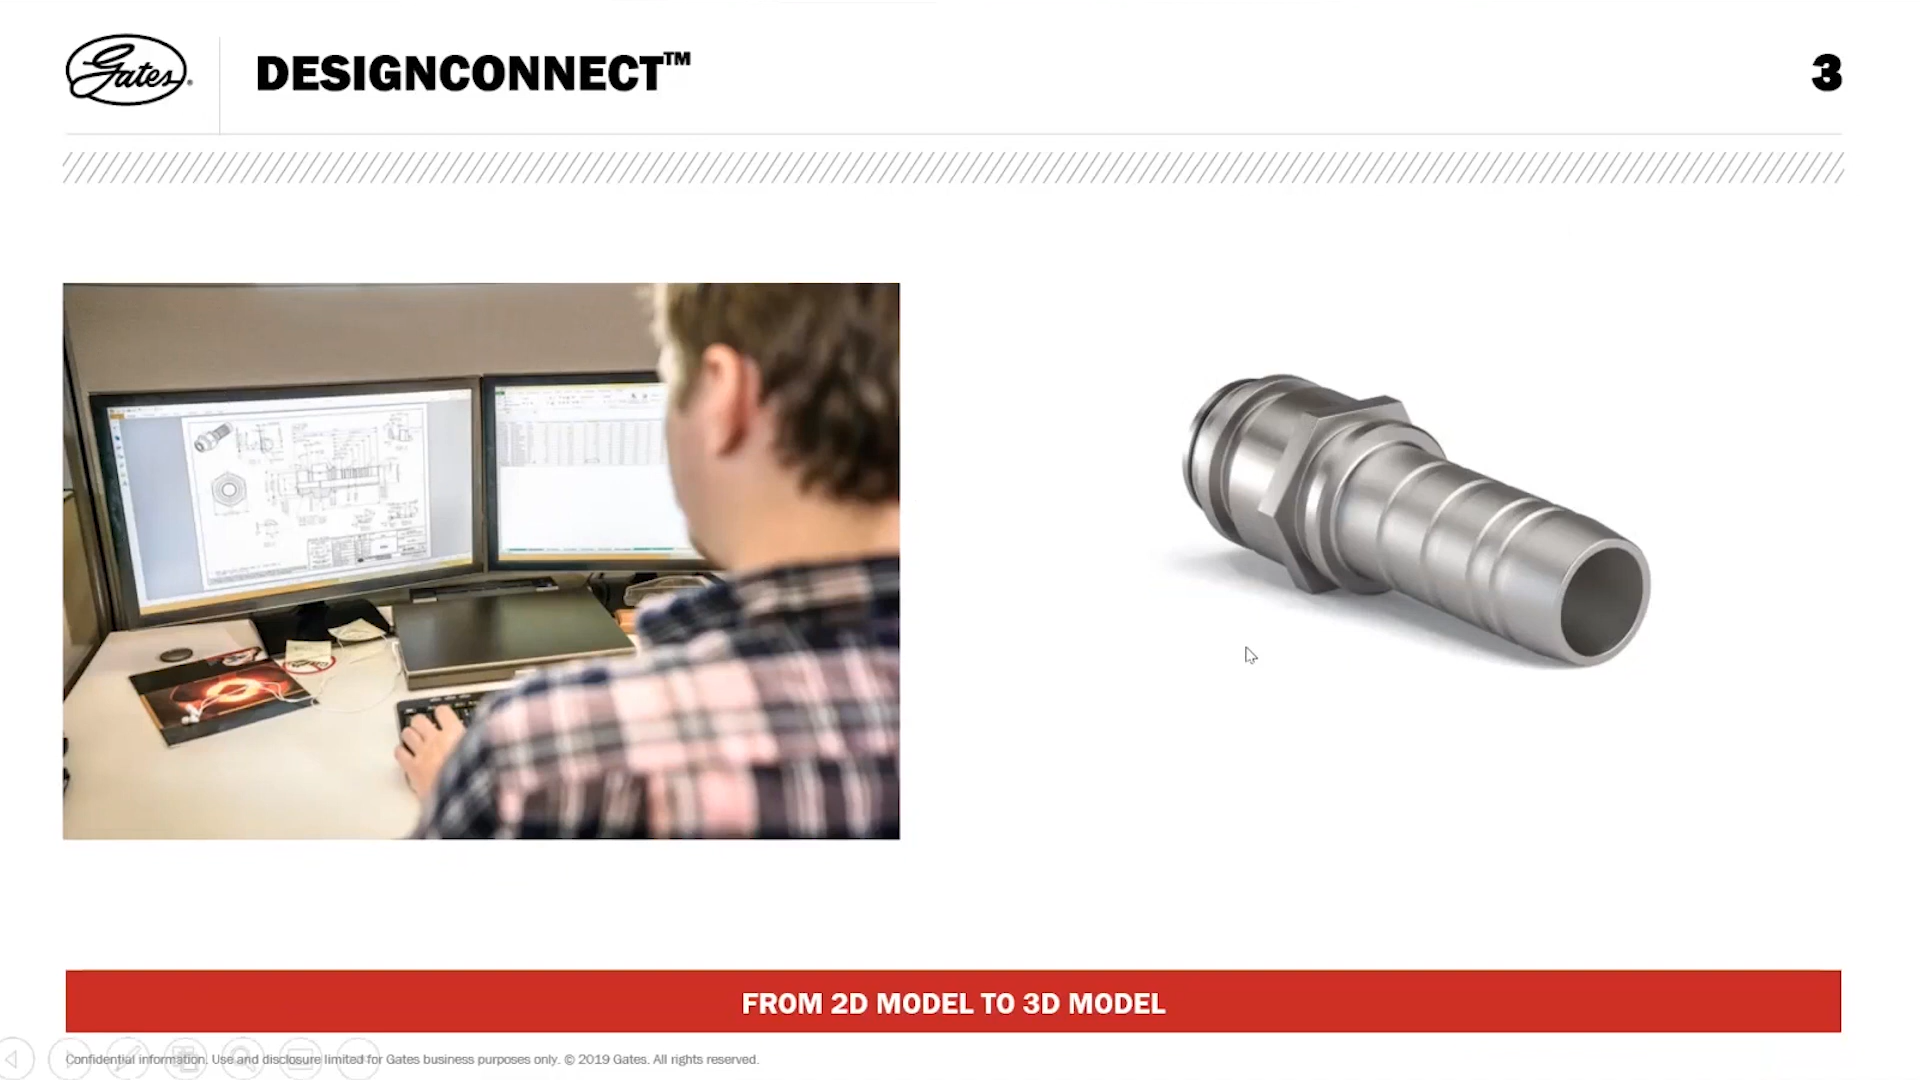 Gates®
DESIGNCONNECT™
3
FROM 2D MODEL TO 3D MODEL
Confidential information. Use and disclosure limited for Gates business purposes only. © 2019 Gates. All rights reserved.